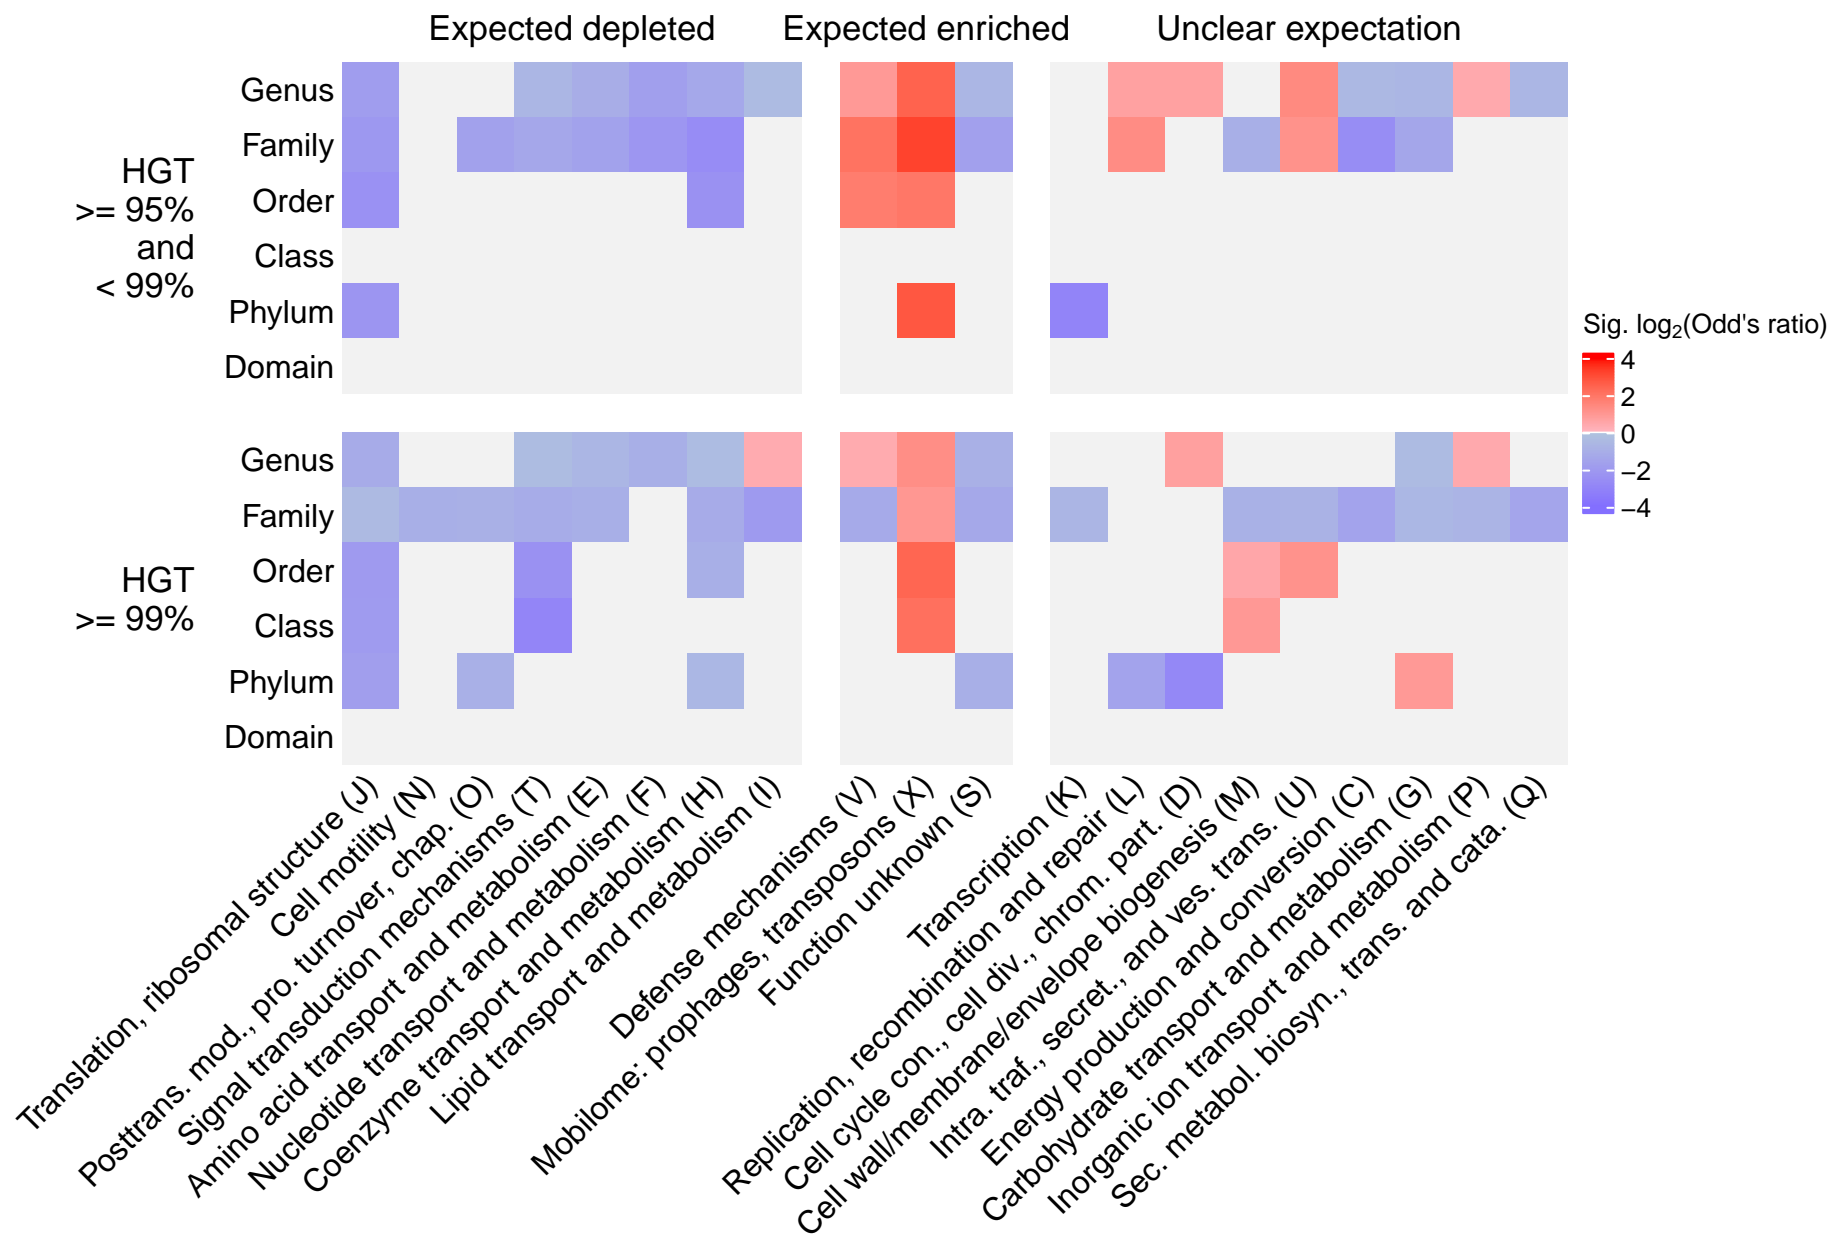 Expected depleted
Expected enriched
Unclear expectation
HGT
>= 95%
and
< 99%
Genus
Family
Order
Class
Phylum
Domain
HGT
>= 99%
Genus
Family
Order
Class
Phylum
Domain
Sig. log₂(Odd's ratio)
4
2
0
−2
−4
Translation, ribosomal structure (J)
Cell motility (N)
Posttrans. mod., pro. turnover, chap. (O)
Signal transduction mechanisms (T)
Amino acid transport and metabolism (E)
Nucleotide transport and metabolism (F)
Coenzyme transport and metabolism (H)
Lipid transport and metabolism (I)
Defense mechanisms (V)
Mobilome: prophages, transposons (X)
Function unknown (S)
Transcription (K)
Replication, recombination and repair (L)
Cell cycle con., cell div., chrom. part. (D)
Cell wall/membrane/envelope biogenesis (M)
Intra. traf., secret., and ves. trans. (U)
Energy production and conversion (C)
Carbohydrate transport and metabolism (G)
Inorganic ion transport and metabolism (P)
Sec. metabol. biosyn., trans. and cata. (Q)